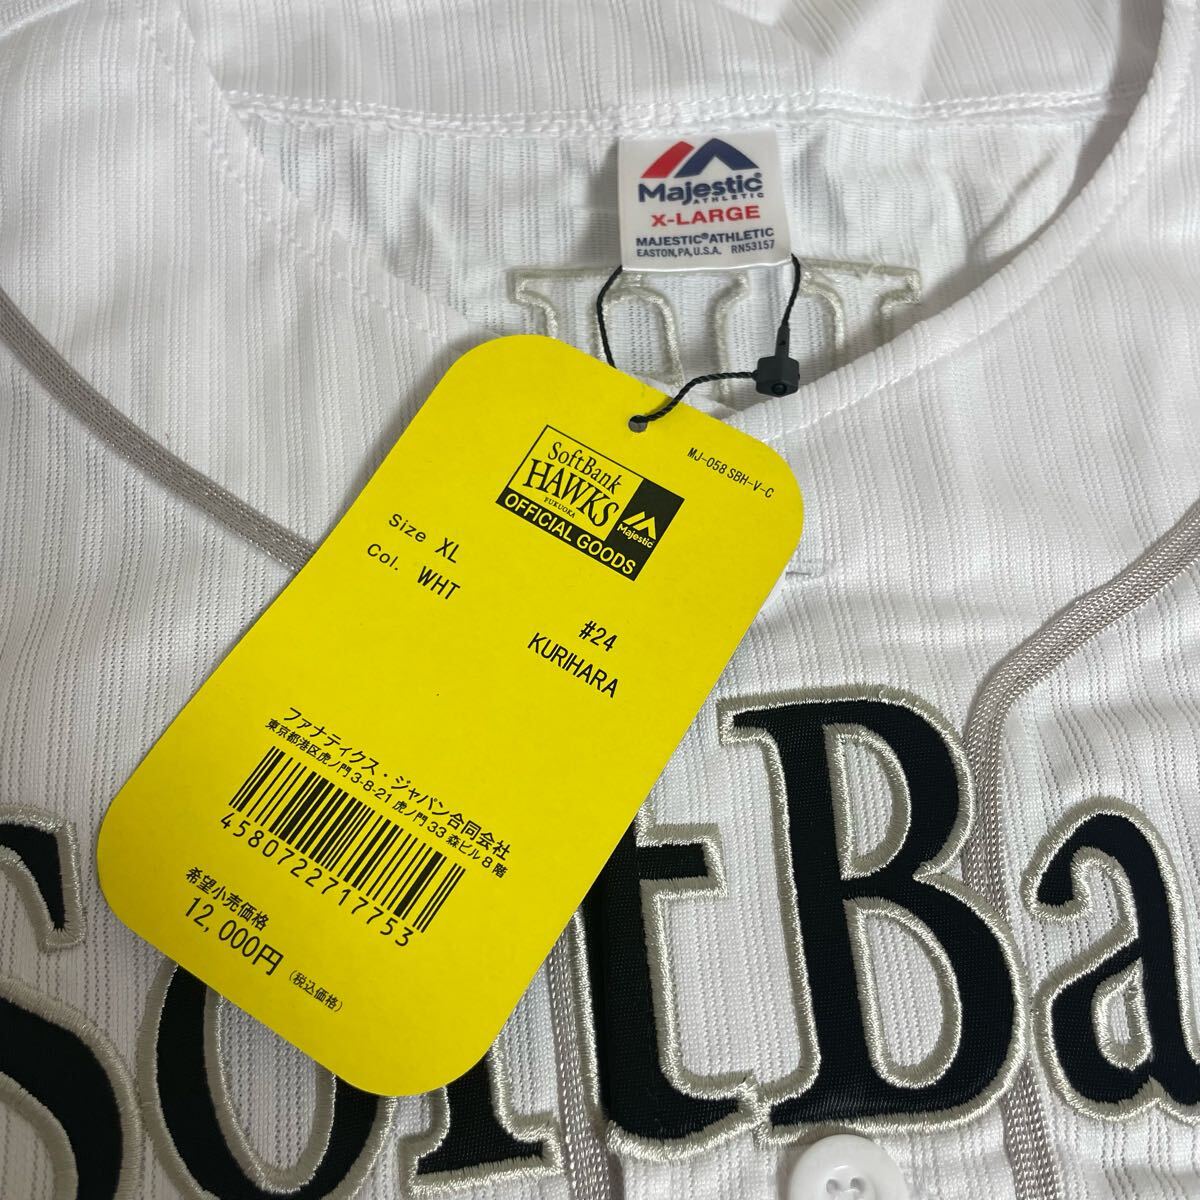 Majestic
ATHLETIC
X-LARGE
MAJESTIC®ATHLETIC
EASTON,PA,U.S.A. RN53157
MJ-058 SBH-V-C
SoftBank
HAWKS
FUKUOKA
Majestic
OFFICIAL GOODS
Size XL
Col. WHT
#24
KURIHARA
ファナティクス・ジャパン合同会社
東京都港区虎ノ門3-8-21 虎ノ門33森ビル8階
4580722717753
希望小売価格
12,000円(税込価格)
SoftBa